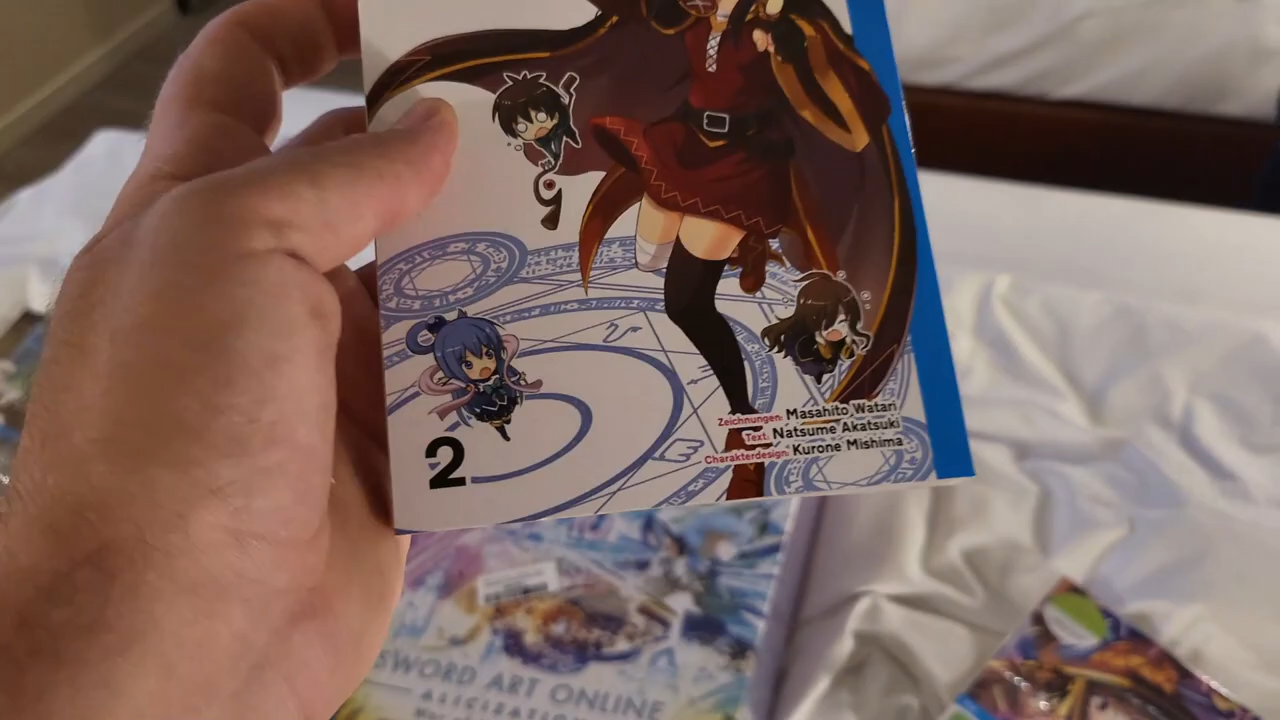 Zeichnungen: Masahito Watari
Text: Natsume Akatsuki
Charakterdesign: Kurone Mishima
2
SWORD ART ONLINE
ALICIZATION